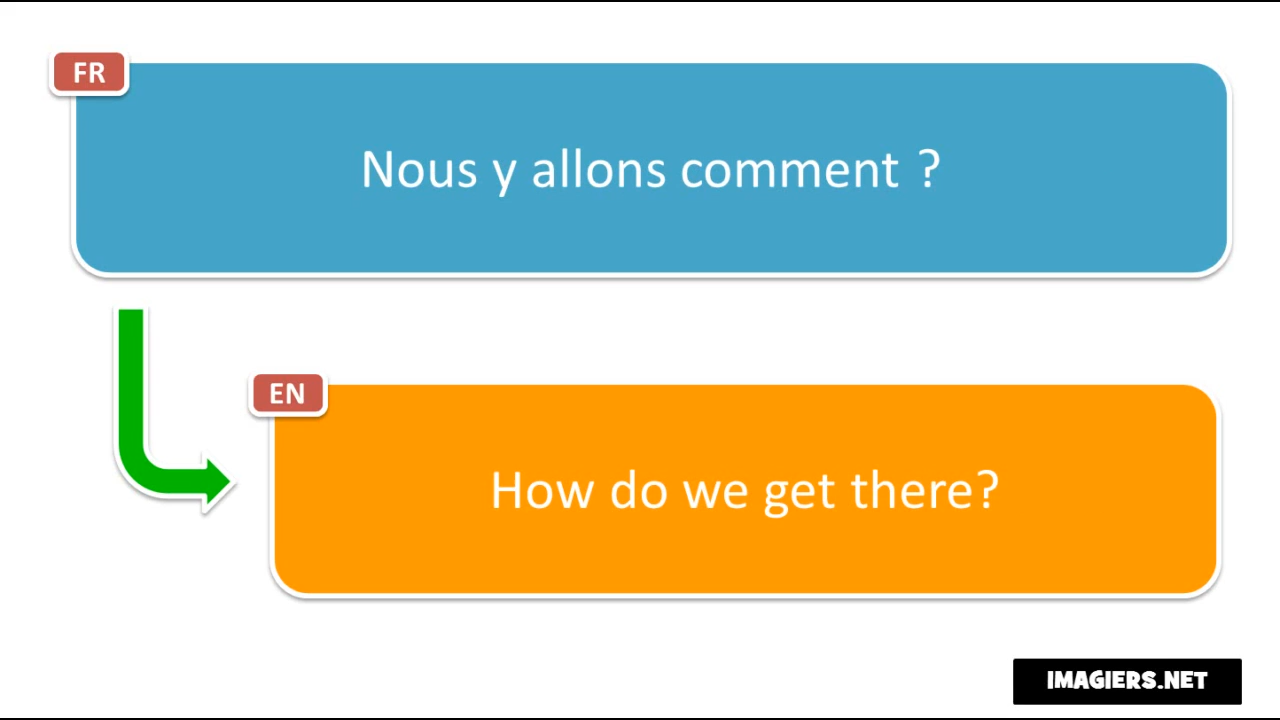 FR
Nous y allons comment ?
EN
How do we get there?
IMAGIERS.NET